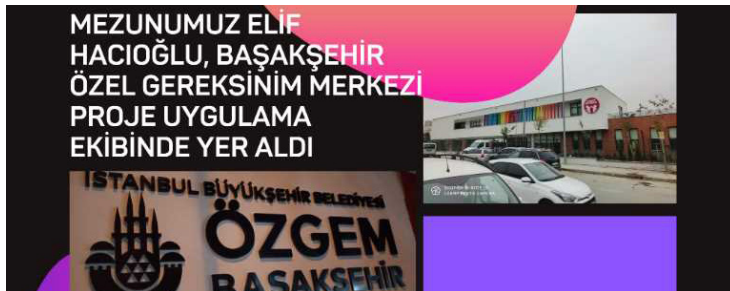 MEZUNUMUZ ELİF
HACIOĞLU, BAŞAKŞEHİR
ÖZEL GEREKSİNİM MERKEZİ
PROJE UYGULAMA
EKİBİNDE YER ALDI
İSTANBUL BÜYÜKŞEHİR BELEDİYESİ
ÖZGEM
BAŞAKŞEHİR